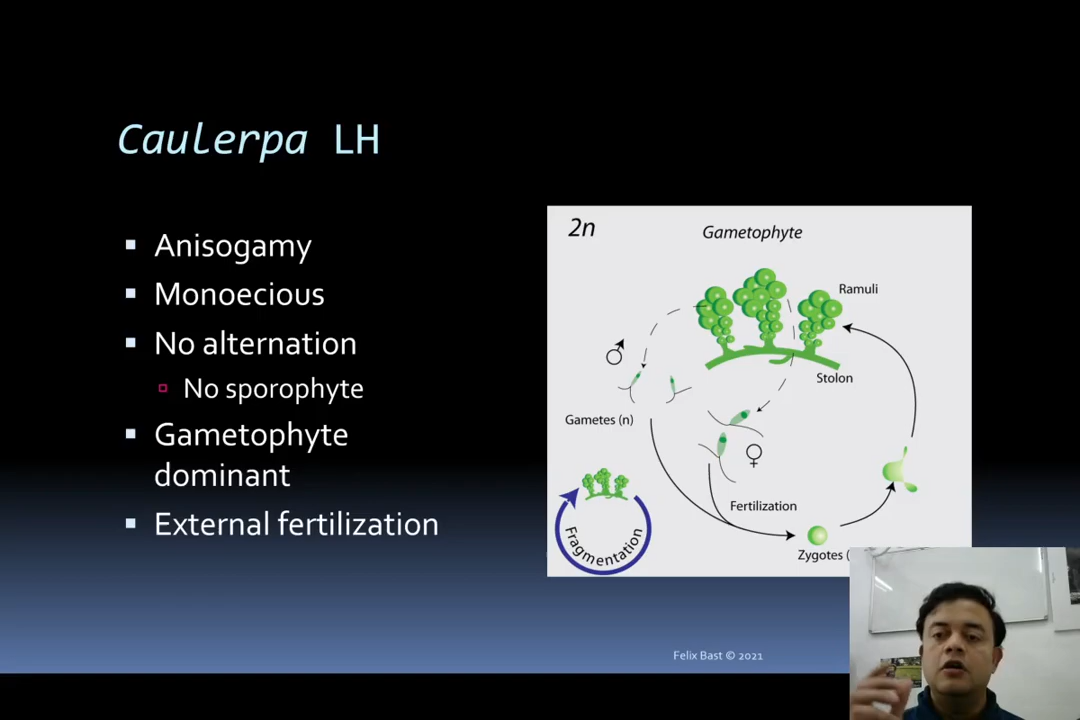 Caulerpa LH
Anisogamy
Monoecious
No alternation
No sporophyte
Gametophyte
dominant
External fertilization
2n
Gametophyte
Ramuli
Stolon
Gametes (n)
Fertilization
Fragmentation
Zygotes (
Felix Bast © 2021